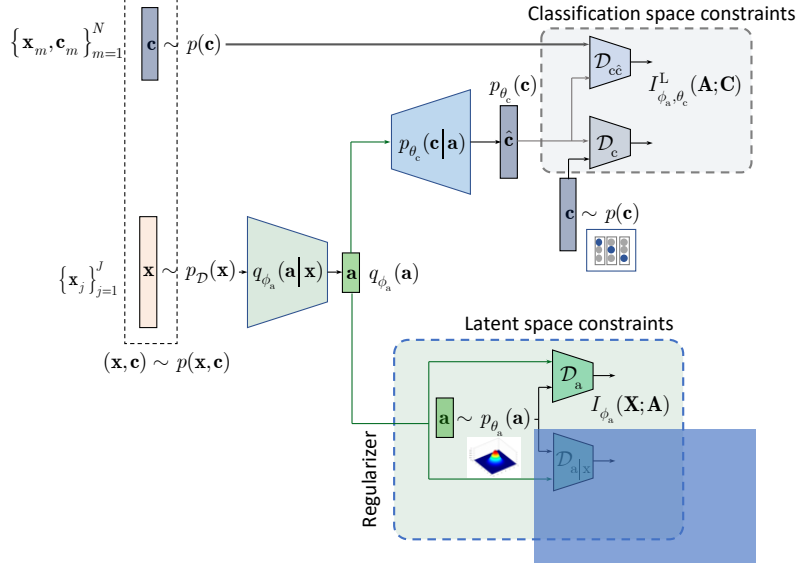 Classification space constraints
{x_m, c_m}_{m=1}^N
c ∼ p(c)
D_{cĉ}
I^L_{ϕ_a,θ_c}(A;C)
p_{θ_c}(c)
p_{θ_c}(c|a)
ĉ
D_c
c ∼ p(c)
{x_j}_{j=1}^J
x ∼ p_D(x)
q_{ϕ_a}(a|x)
a
q_{ϕ_a}(a)
Latent space constraints
(x,c) ∼ p(x,c)
D_a
I_{ϕ_a}(X;A)
a ∼ p_{θ_a}(a)
D_{a|x}
Regularizer